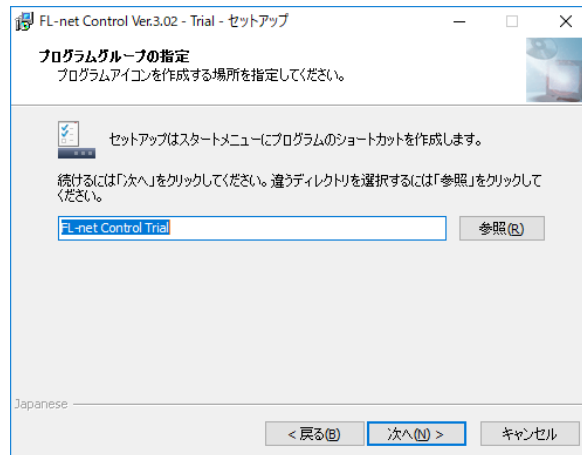 FL-net Control Ver.3.02 - Trial - セットアップ
プログラムグループの指定
プログラムアイコンを作成する場所を指定してください。
セットアップはスタートメニューにプログラムのショートカットを作成します。
続けるには「次へ」をクリックしてください。違うディレクトリを選択するには「参照」をクリックして
ください。
FL-net Control Trial
参照(R)
Japanese
< 戻る(B)
次へ(N) >
キャンセル